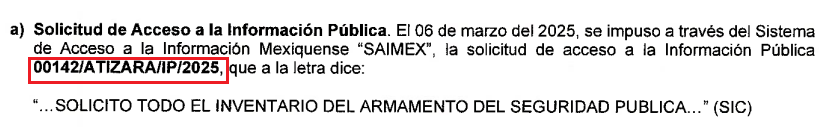 a) Solicitud de Acceso a la Información Pública. El 06 de marzo del 2025, se impuso a través del Sistema
de Acceso a la Información Mexiquense “SAIMEX”, la solicitud de acceso a la Información Pública
00142/ATIZARA/IP/2025, que a la letra dice:
“...SOLICITO TODO EL INVENTARIO DEL ARMAMENTO DEL SEGURIDAD PUBLICA...” (SIC)